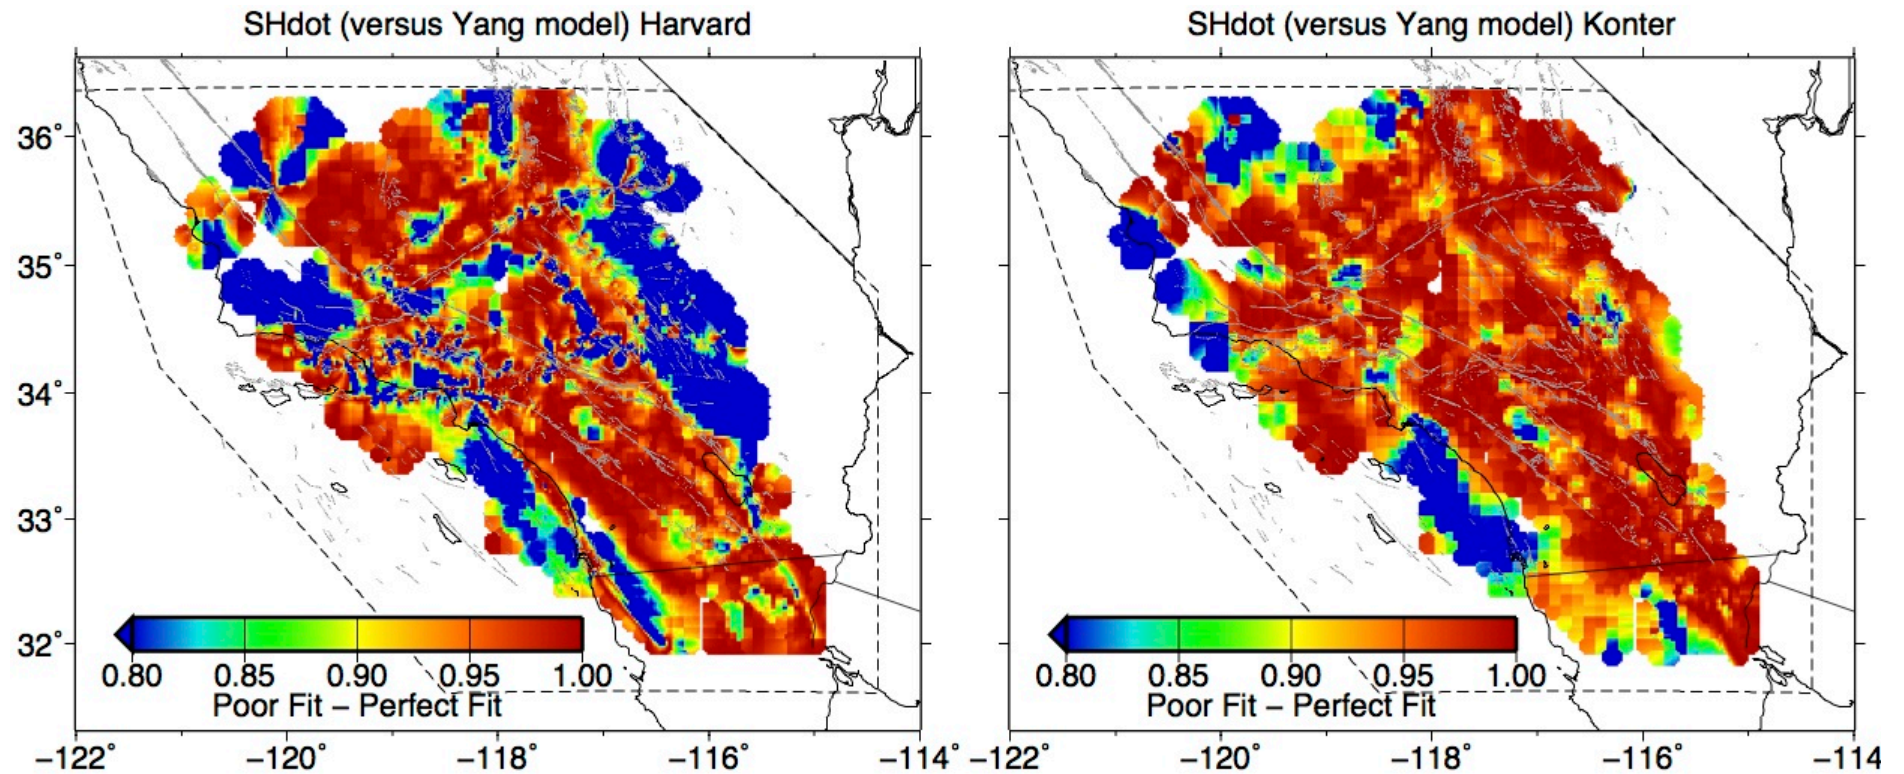 SHdot (versus Yang model) Harvard
36°
35°
34°
33°
32°
0.80 0.85 0.90 0.95 1.00
Poor Fit – Perfect Fit
−122° −120° −118° −116° −114°
SHdot (versus Yang model) Konter
0.80 0.85 0.90 0.95 1.00
Poor Fit – Perfect Fit
−122° −120° −118° −116° −114°